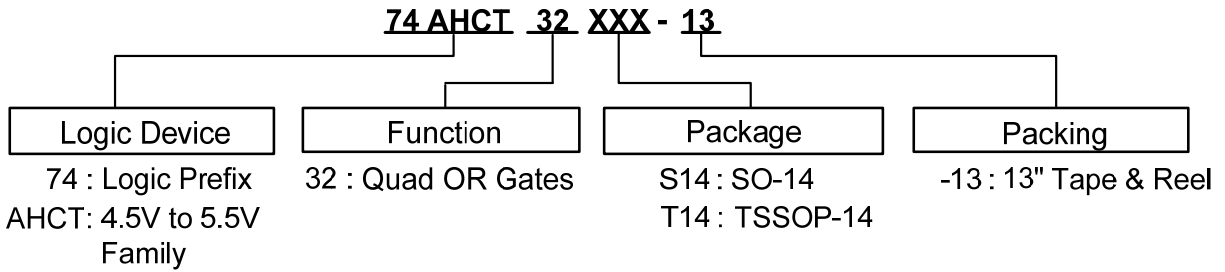 74 AHCT 32 XXX - 13
Logic Device Function Package Packing
74 : Logic Prefix 32 : Quad OR Gates S14 : SO-14 -13 : 13" Tape & Reel
AHCT: 4.5V to 5.5V T14 : TSSOP-14
Family